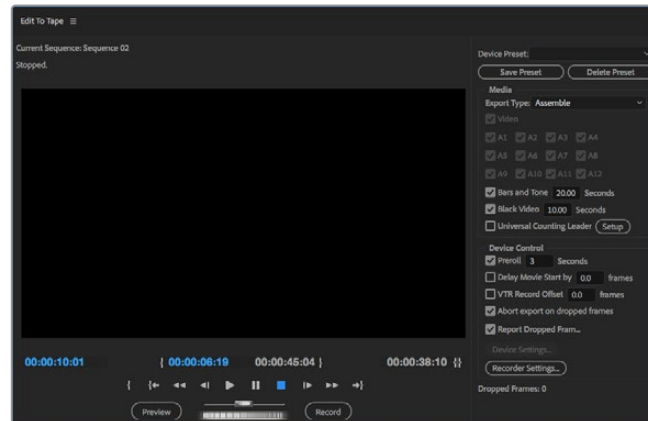 Edit To Tape
Current Sequence: Sequence 02
Stopped.
00:00:10:01
{ 00:00:06:19
00:00:45:04 }
00:00:38:10 {}
Preview
Record
Device Preset:
Save Preset
Delete Preset
Media
Export Type: Assemble
Video
A1 A2 A3 A4
A5 A6 A7 A8
A9 A10 A11 A12
Bars and Tone 20.00 Seconds
Black Video 10.00 Seconds
Universal Counting Leader Setup
Device Control
Preroll 3 Seconds
Delay Movie Start by 0.0 frames
VTR Record Offset 0.0 frames
Abort export on dropped frames
Report Dropped Fram...
Device Settings...
Recorder Settings...
Dropped Frames: 0